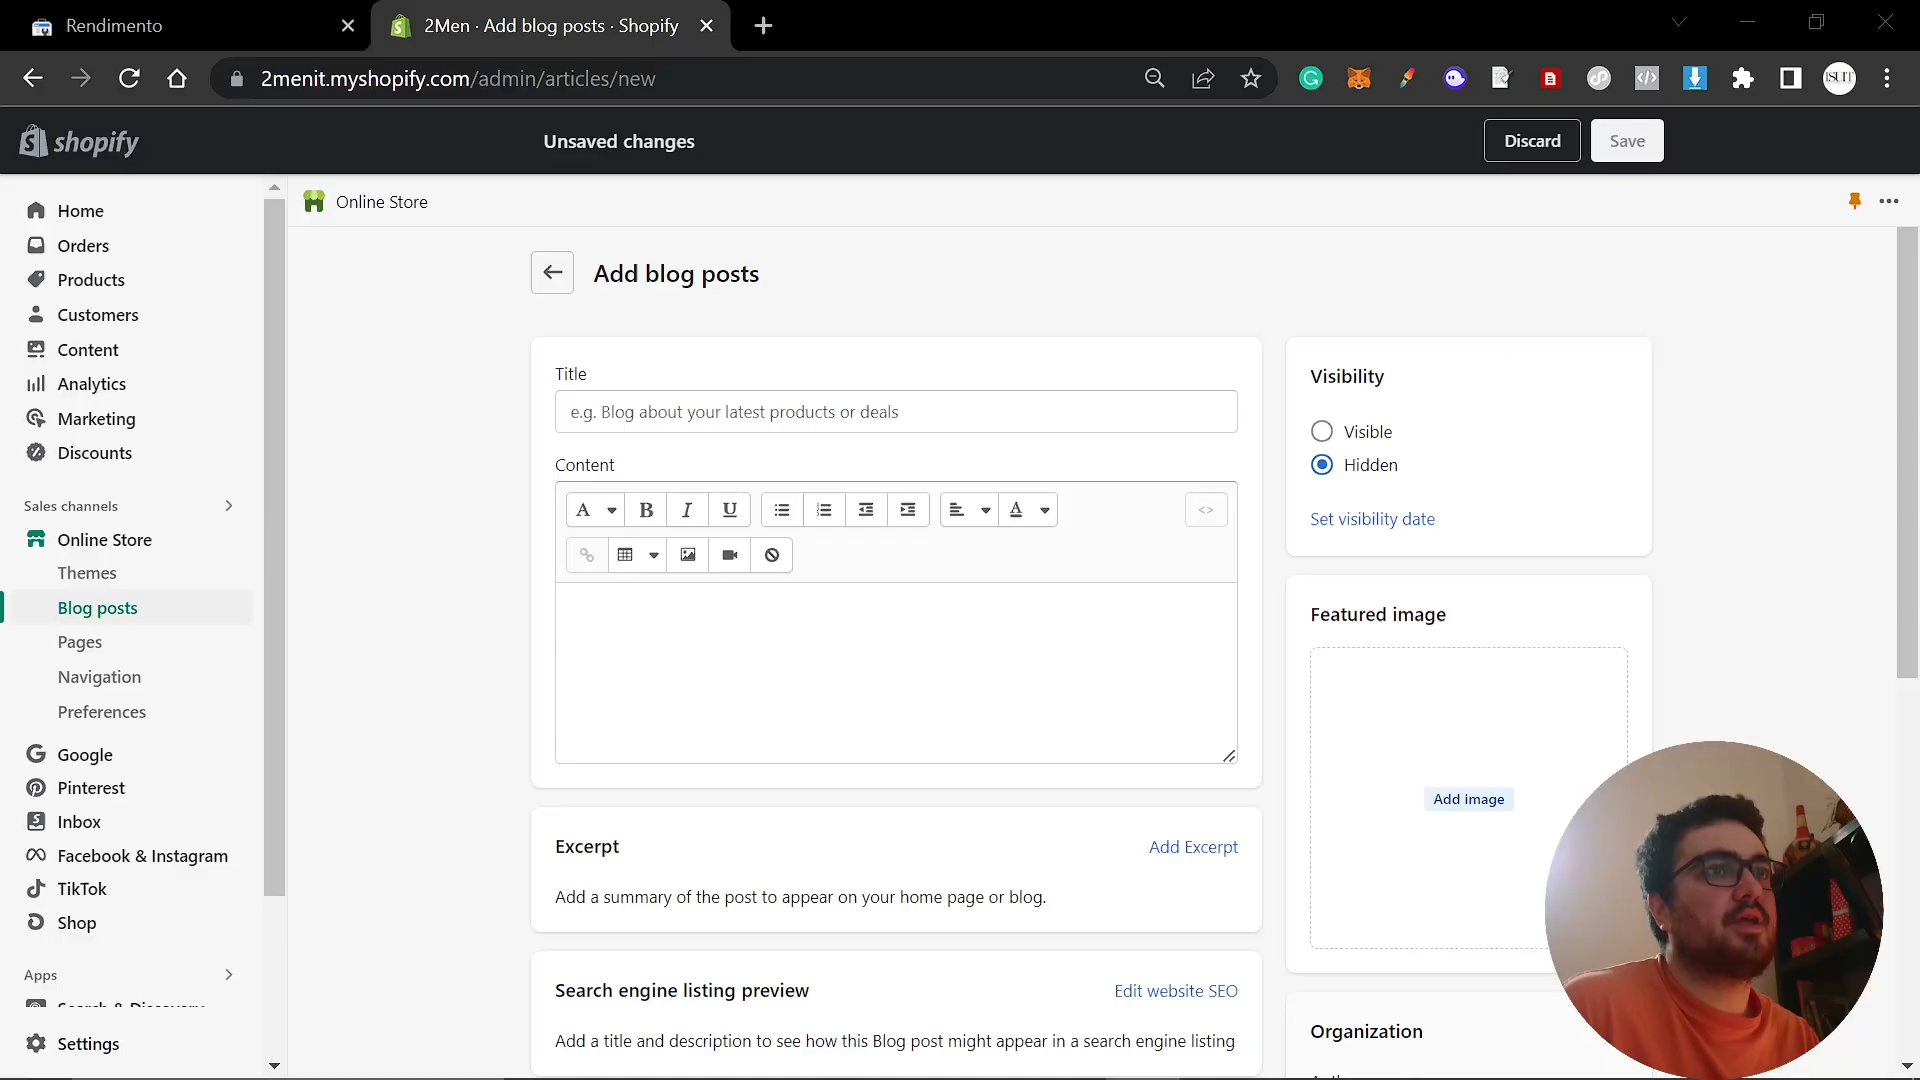 Rendimento
2Men · Add blog posts · Shopify
2menit.myshopify.com/admin/articles/new
ISUIT
shopify
Unsaved changes
Discard
Save
Home
Orders
Products
Customers
Content
Analytics
Marketing
Discounts
Sales channels
Online Store
Themes
Blog posts
Pages
Navigation
Preferences
Google
Pinterest
Inbox
Facebook & Instagram
TikTok
Shop
Apps
Search & Discovery
Settings
Online Store
Add blog posts
Title
e.g. Blog about your latest products or deals
Content
A
B
I
U
A
<>
Excerpt
Add Excerpt
Add a summary of the post to appear on your home page or blog.
Search engine listing preview
Edit website SEO
Add a title and description to see how this Blog post might appear in a search engine listing
Visibility
Visible
Hidden
Set visibility date
Featured image
Add image
Organization